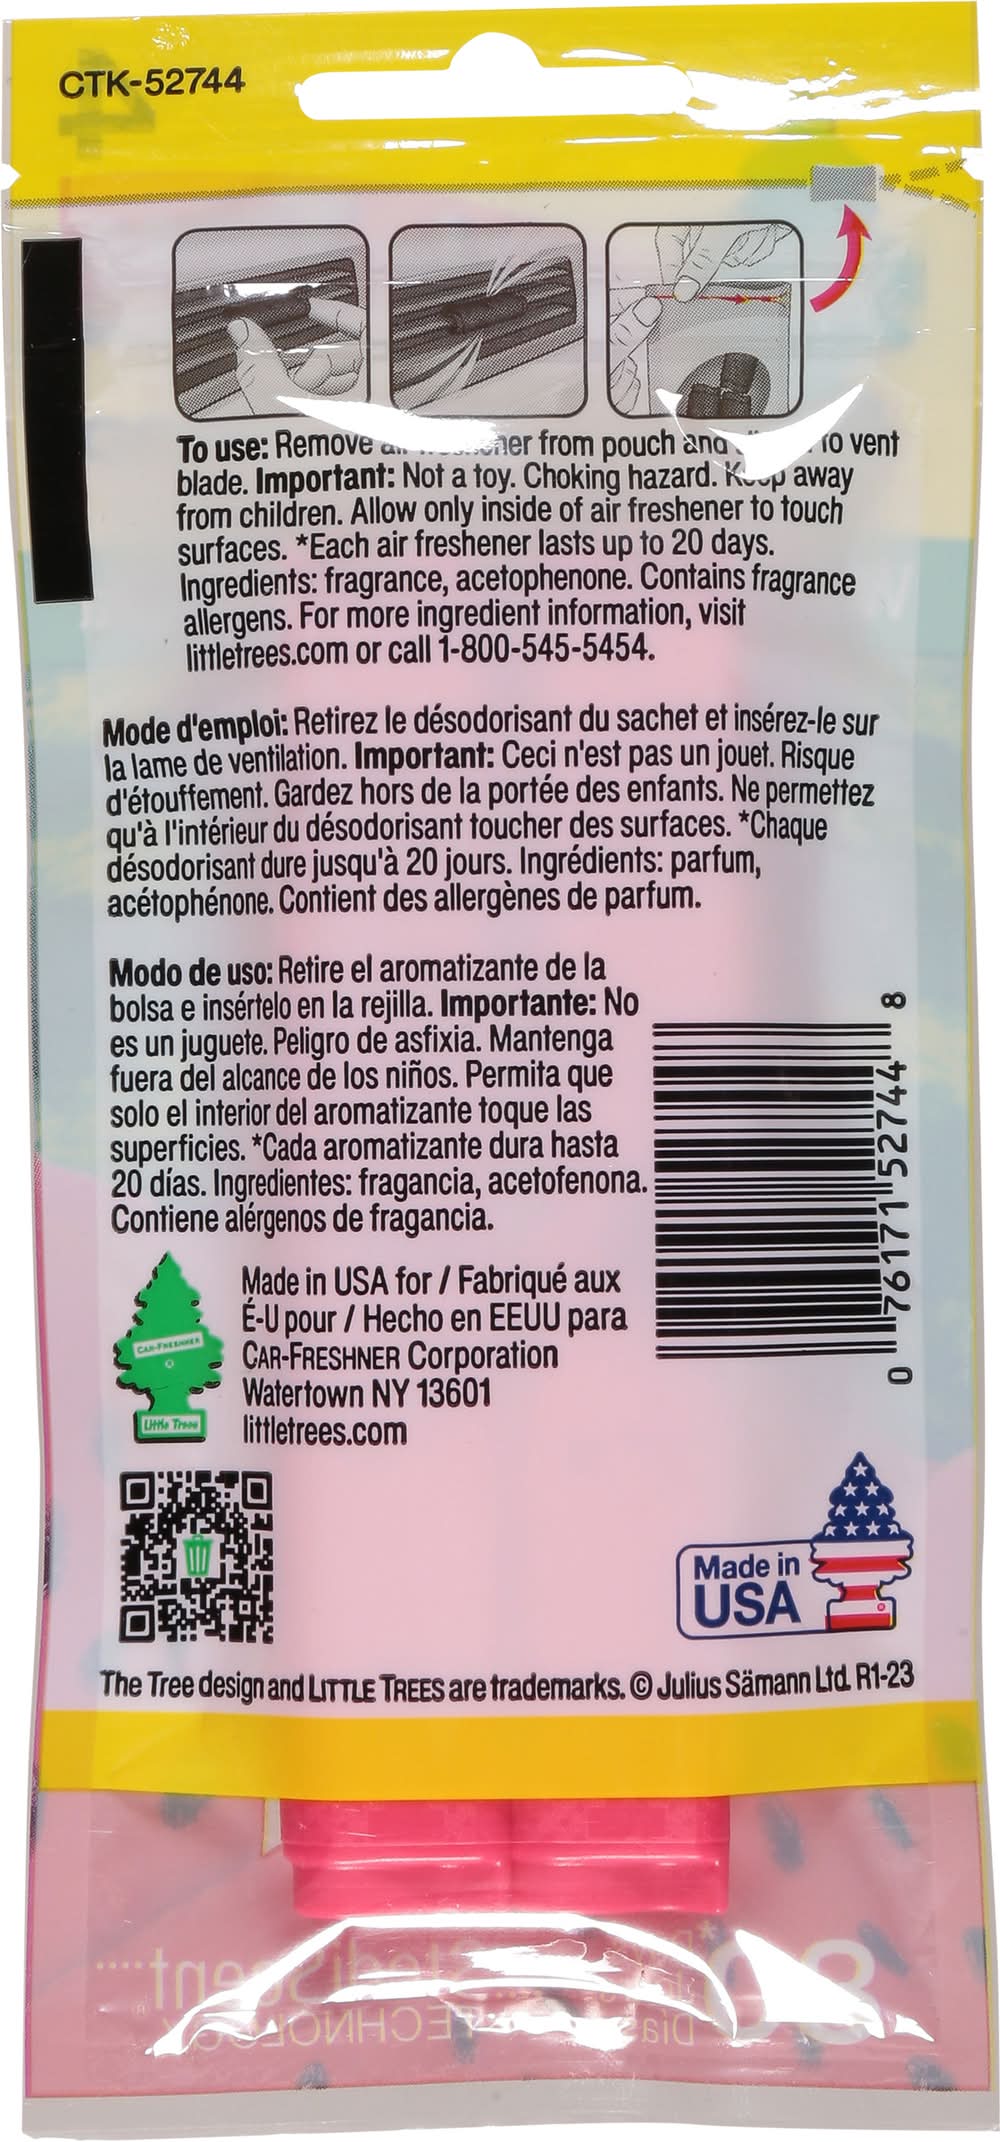 CTK-52744
To use: Remove from pouch and to vent
blade. Important: Not a toy. Choking hazard. Keep away
from children. Allow only inside of air freshener to touch
surfaces. *Each air freshener lasts up to 20 days.
Ingredients: fragrance, acetophenone. Contains fragrance
allergens. For more ingredient information, visit
littletrees.com or call 1-800-545-5454.
Mode d'emploi: Retirez le désodorisant du sachet et insérez-le sur
la lame de ventilation. Important: Ceci n'est pas un jouet. Risque
d'étouffement. Gardez hors de la portée des enfants. Ne permettez
qu'à l'intérieur du désodorisant toucher des surfaces. *Chaque
désodorisant dure jusqu'à 20 jours. Ingrédients: parfum,
acétophénone. Contient des allergènes de parfum.
Modo de uso: Retire el aromatizante de la
bolsa e insértelo en la rejilla. Importante: No
es un juguete. Peligro de asfixia. Mantenga
fuera del alcance de los niños. Permita que
solo el interior del aromatizante toque las
superficies. *Cada aromatizante dura hasta
20 días. Ingredientes: fragancia, acetofenona.
Contiene alérgenos de fragancia.
0 76171 52744 8
CAR-FRESHNER
®
Little Trees
Made in USA for / Fabriqué aux
É-U pour / Hecho en EEUU para
CAR-FRESHNER Corporation
Watertown NY 13601
littletrees.com
Made in
USA
®
The Tree design and LITTLE TREES are trademarks. © Julius Sämann Ltd. R1-23